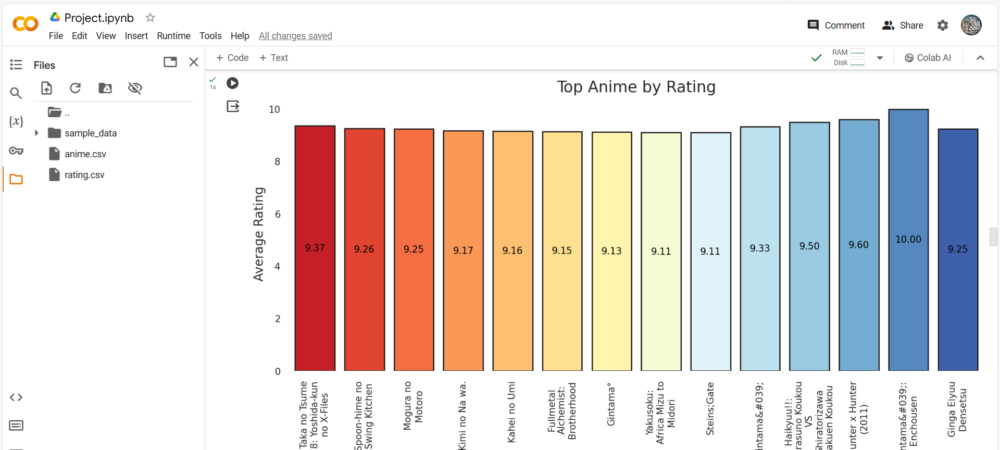 Project.ipynb
File Edit View Insert Runtime Tools Help All changes saved
Comment Share
Files
..
sample_data
anime.csv
rating.csv
+ Code + Text
RAM
Disk
Colab AI
1s
{x}
Top Anime by Rating
Average Rating
10
8
6
4
2
0
9.37
9.26
9.25
9.17
9.16
9.15
9.13
9.11
9.11
9.33
9.50
9.60
10.00
9.25
Taka no Tsume
8: Yoshida-kun
no X-Files
Spoon-hime no
Swing Kitchen
Mogura no
Motoro
Kimi no Na wa.
Kahei no Umi
Fullmetal
Alchemist:
Brotherhood
Gintama°
Yakusoku:
Africa Mizu to
Midori
Steins;Gate
intama&#039;
Haikyuu!!:
rasuno Koukou
VS
Shiratorizawa
akuen Koukou
unter x Hunter
(2011)
ntama&#039;:
Enchousen
Ginga Eiyuu
Densetsu